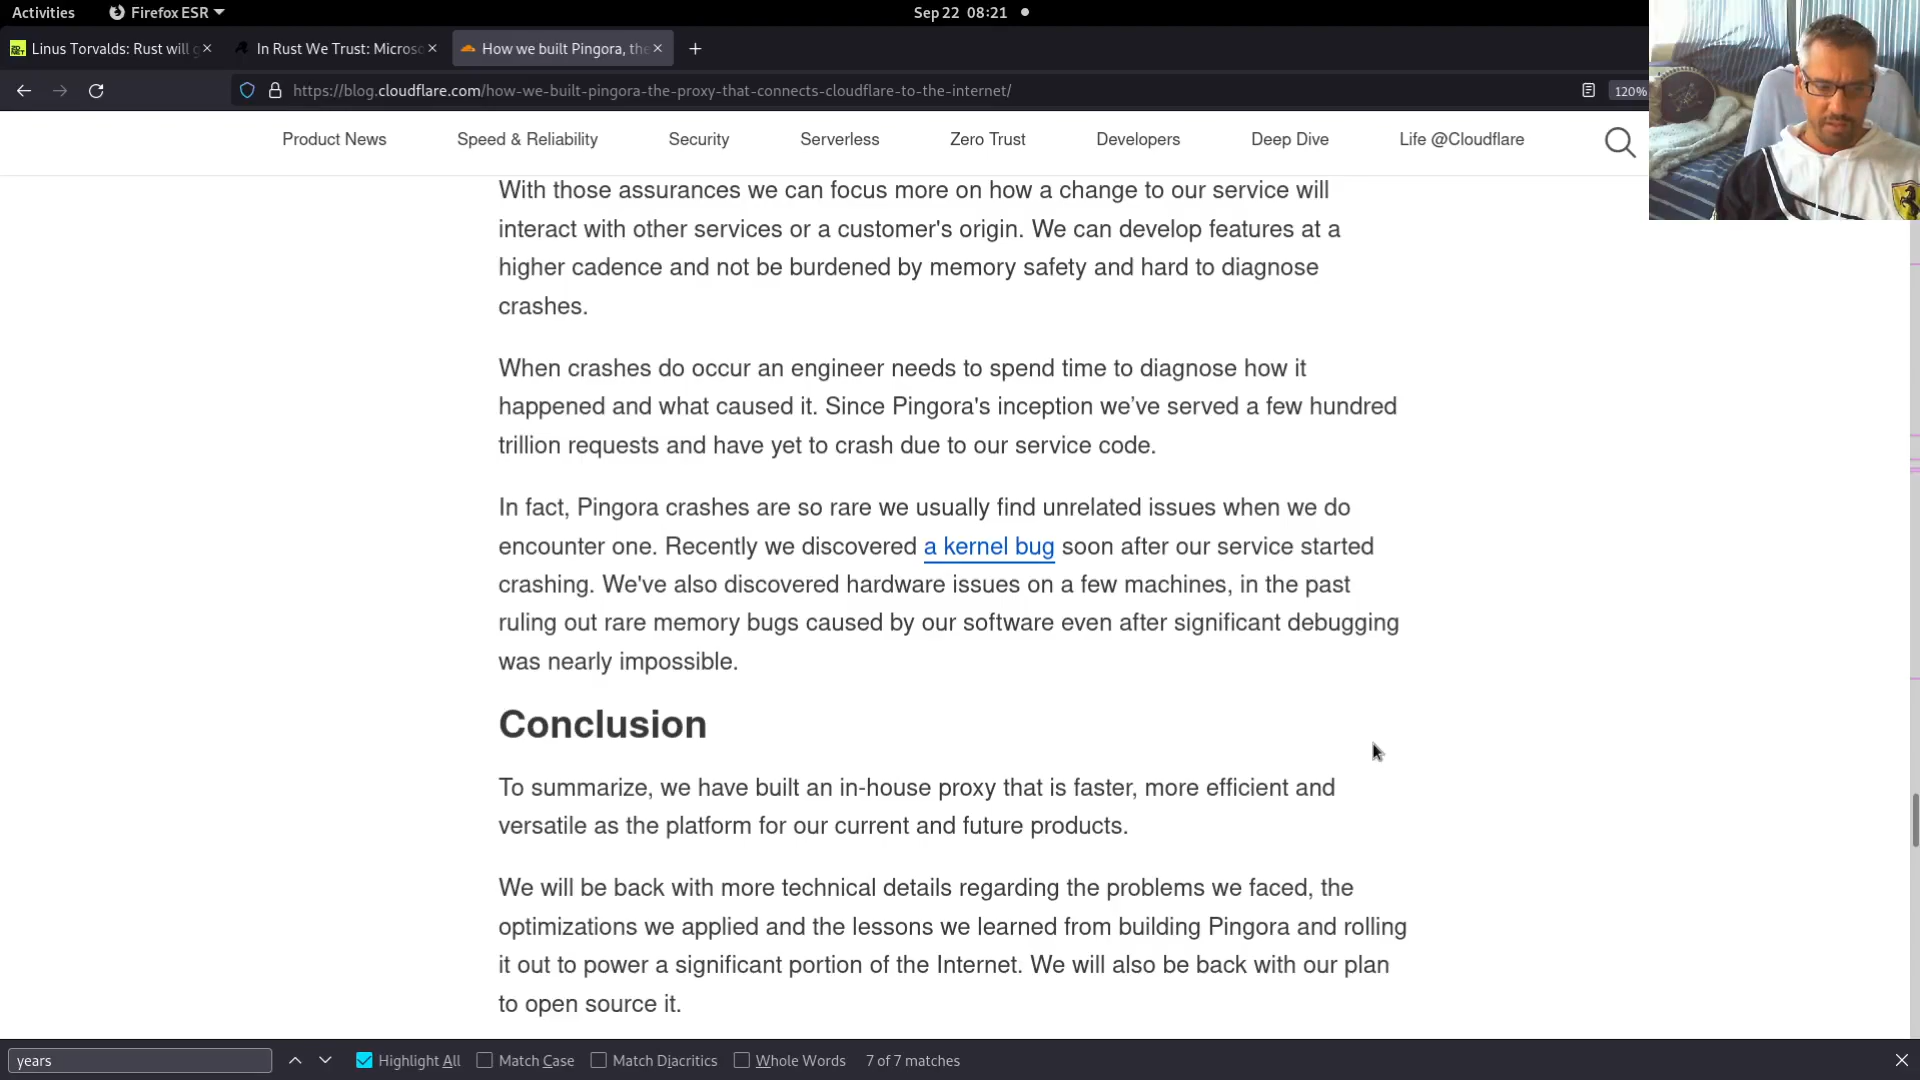 Activities
Firefox ESR
Sep 22 08:21
Linus Torvalds: Rust will
In Rust We Trust: Micros
How we built Pingora, the
https://blog.cloudflare.com/how-we-built-pingora-the-proxy-that-connects-cloudflare-to-the-internet/
120%
Product News
Speed & Reliability
Security
Serverless
Zero Trust
Developers
Deep Dive
Life @Cloudflare
With those assurances we can focus more on how a change to our service will
interact with other services or a customer's origin. We can develop features at a
higher cadence and not be burdened by memory safety and hard to diagnose
crashes.
When crashes do occur an engineer needs to spend time to diagnose how it
happened and what caused it. Since Pingora's inception we’ve served a few hundred
trillion requests and have yet to crash due to our service code.
In fact, Pingora crashes are so rare we usually find unrelated issues when we do
encounter one. Recently we discovered a kernel bug soon after our service started
crashing. We've also discovered hardware issues on a few machines, in the past
ruling out rare memory bugs caused by our software even after significant debugging
was nearly impossible.
Conclusion
To summarize, we have built an in-house proxy that is faster, more efficient and
versatile as the platform for our current and future products.
We will be back with more technical details regarding the problems we faced, the
optimizations we applied and the lessons we learned from building Pingora and rolling
it out to power a significant portion of the Internet. We will also be back with our plan
to open source it.
years
Highlight All
Match Case
Match Diacritics
Whole Words
7 of 7 matches